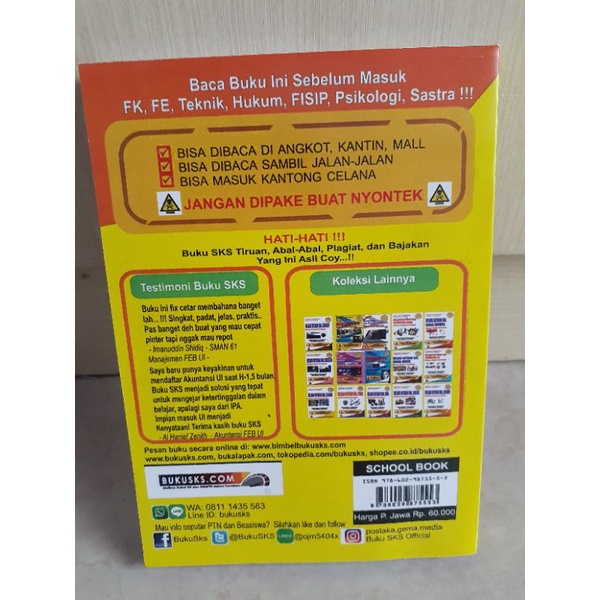 Baca Buku Ini Sebelum Masuk
FK, FE, Teknik, Hukum, FISIP, Psikologi, Sastra !!!
BISA DIBACA DI ANGKOT, KANTIN, MALL
BISA DIBACA SAMBIL JALAN-JALAN
BISA MASUK KANTONG CELANA
JANGAN DIPAKE BUAT NYONTEK
HATI-HATI !!!
Buku SKS Tiruan, Abal-Abal, Plagiat, dan Bajakan
Yang Ini Asli Coy...!!
Testimoni Buku SKS
Buku ini fix cetar membahana banget
lah... !!! Singkat, padat, jelas, praktis..
Pas banget deh buat yang mau cepat
pinter tapi nggak mau repot
- Imanuddin Shidiq - SMAN 61
Manajemen FEB UI -
Saya baru punya keyakinan untuk
mendaftar Akuntansi UI saat H-1,5 bulan.
Buku SKS menjadi solusi yang tepat
untuk mengejar ketertinggalan dalam
belajar, apalagi saya dari IPA.
Impian masuk UI menjadi
Kenyataan! Terima kasih buku SKS
- Al Hanief Zenith - Akuntansi FEB UI
Koleksi Lainnya
Pesan buku secara online di: www.bimbelbukusks.com,
www.bukusks.com, bukalapak.com, tokopedia.com/bukusks, shopee.co.id/bukusks
BUKUSKS.COM
WA: 0811 1435 583
Line ID: bukusks
SCHOOL BOOK
Harga P. Jawa Rp. 60.000
Mau info seputar PTN dan Beasiswa? Silahkan like dan follow
BukuSks
@BukuSKS
@ojm5404x
pustaka.gema.media
Buku SKS Official